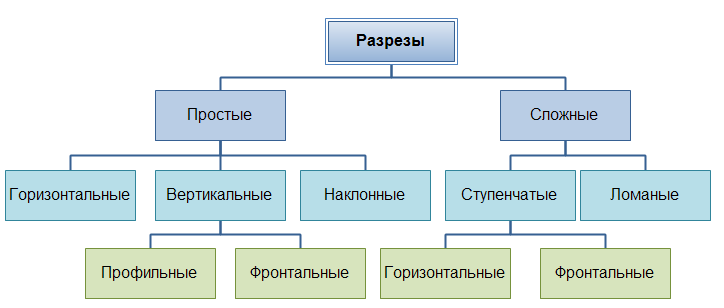 Разрезы
Простые
Сложные
Горизонтальные
Вертикальные
Наклонные
Ступенчатые
Ломаные
Профильные
Фронтальные
Горизонтальные
Фронтальные